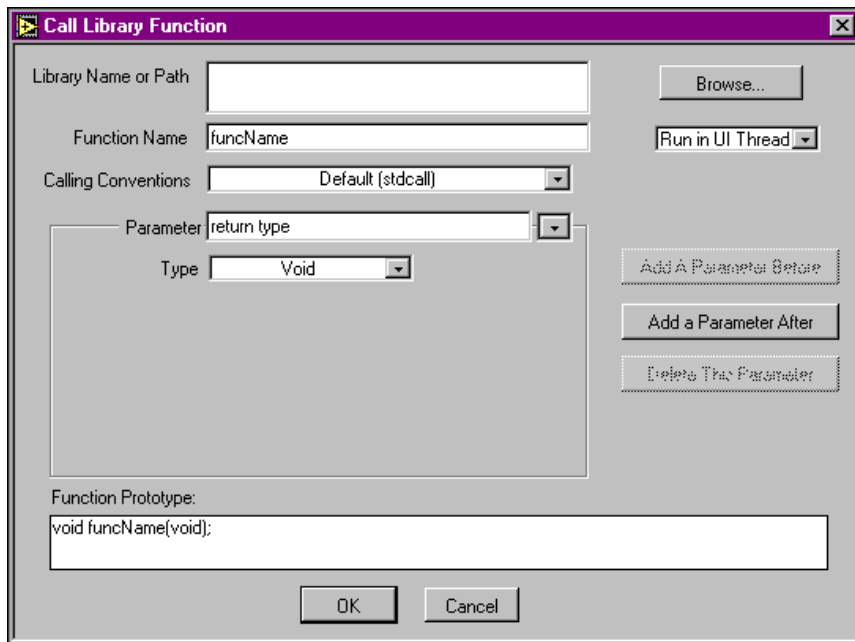 Call Library Function
Library Name or Path
Browse...
Function Name funcName
Run in UI Thread
Calling Conventions Default (stdcall)
Parameter return type
Type Void
Add A Parameter Before
Add a Parameter After
Delete This Parameter
Function Prototype:
void funcName(void);
OK Cancel